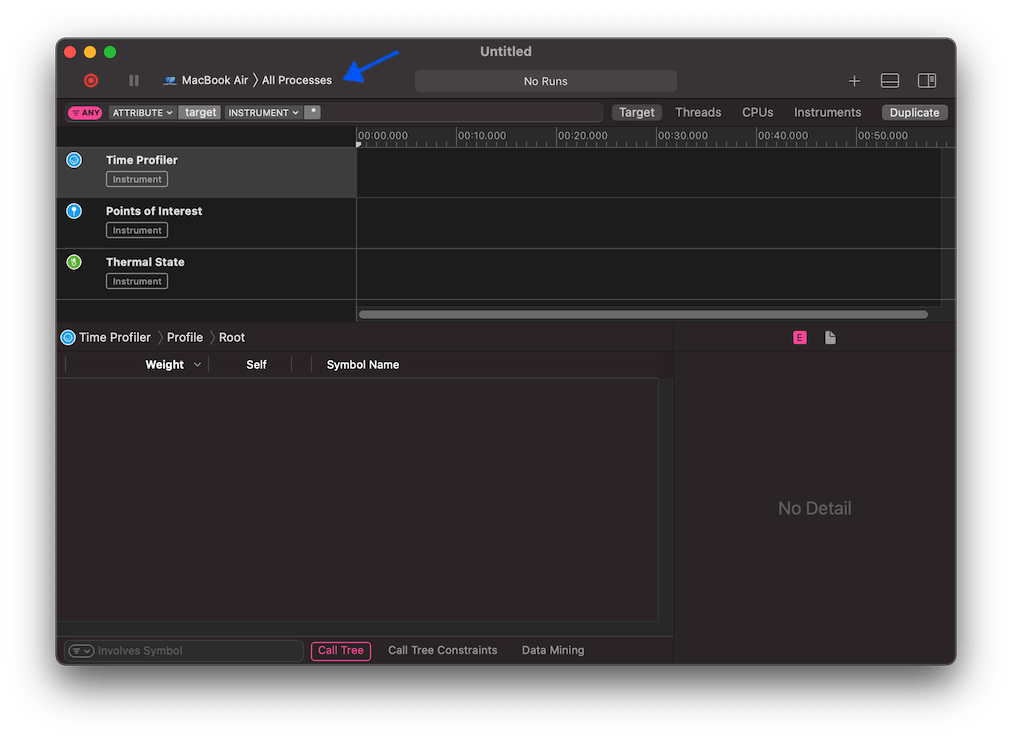 Untitled
MacBook Air 〉 All Processes
No Runs
ANY ATTRIBUTE target INSTRUMENT *
Target Threads CPUs Instruments Duplicate
00:00.000 00:10.000 00:20.000 00:30.000 00:40.000 00:50.000
Time Profiler
Instrument
Points of Interest
Instrument
Thermal State
Instrument
Time Profiler 〉 Profile 〉 Root
E
Weight Self Symbol Name
No Detail
Involves Symbol Call Tree Call Tree Constraints Data Mining